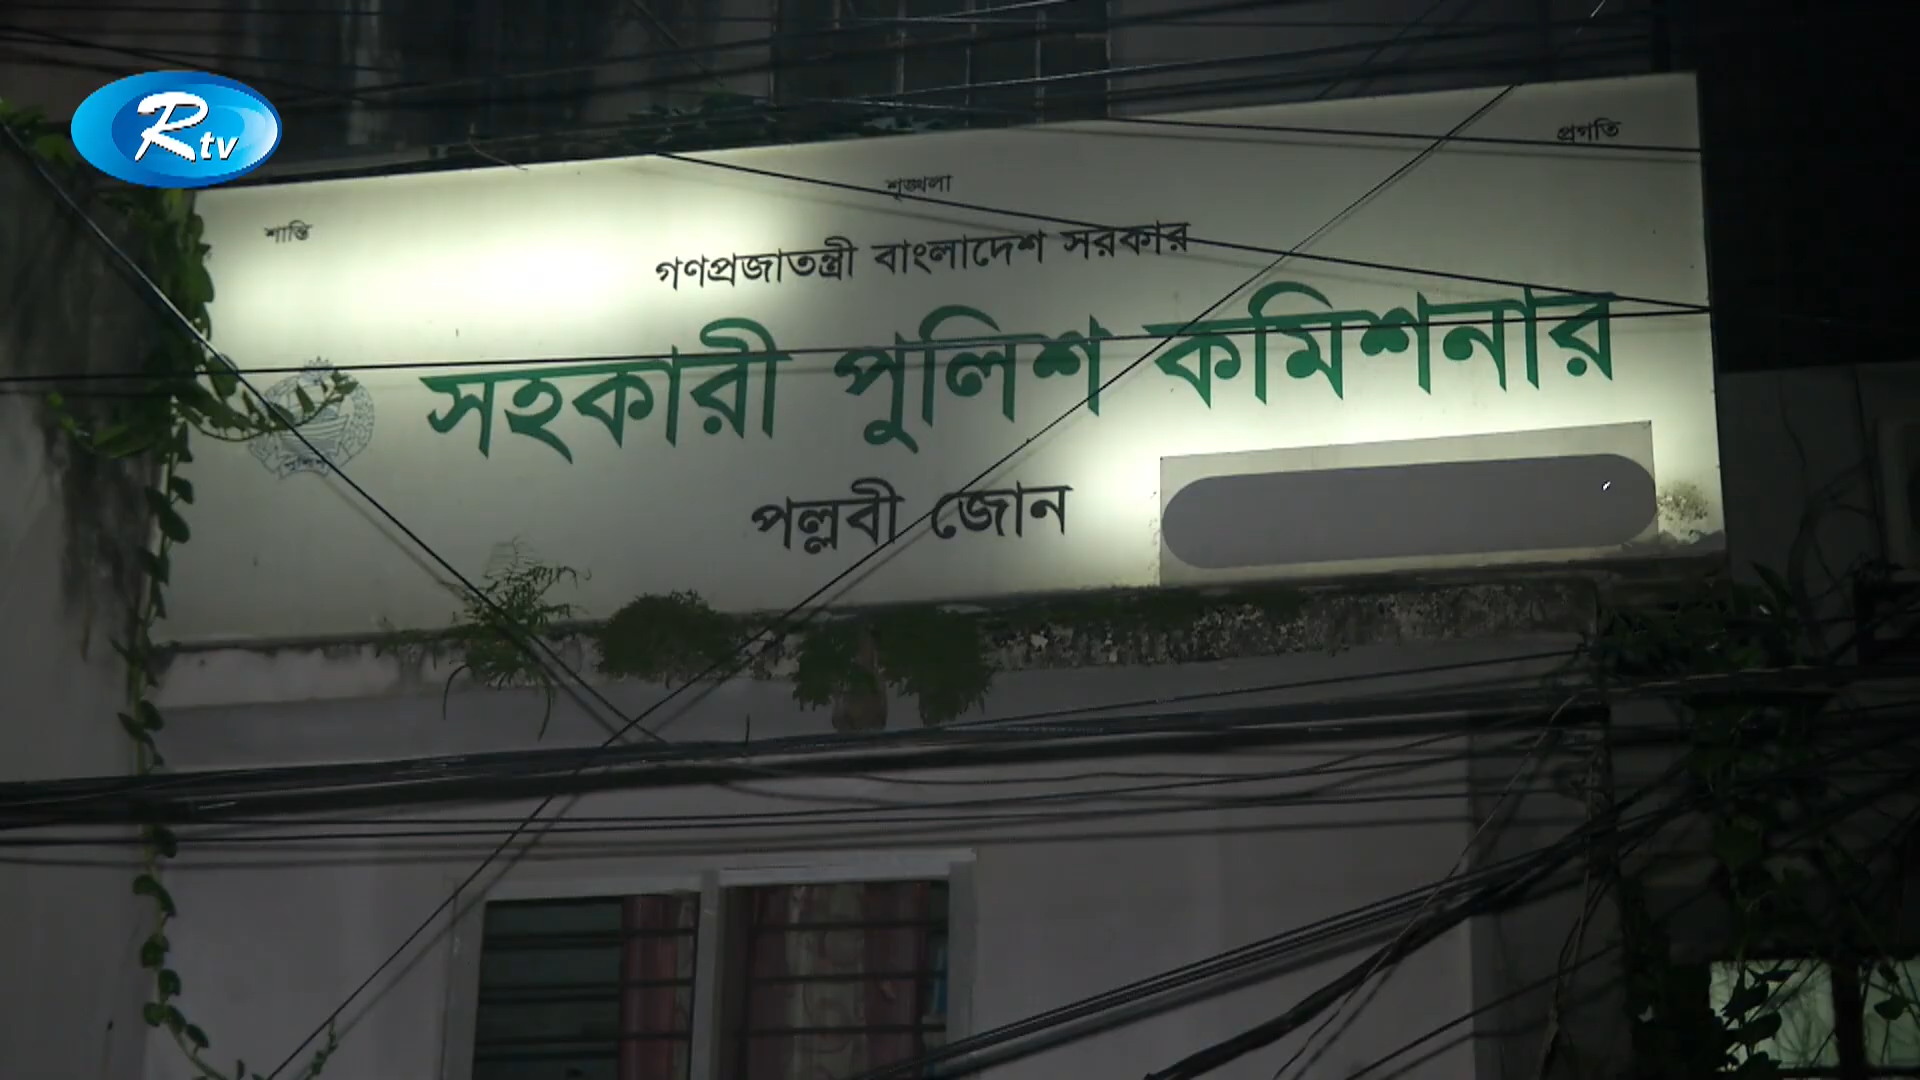 Rtv
শান্তি শৃঙ্খলা প্রগতি
গণপ্রজাতন্ত্রী বাংলাদেশ সরকার
সহকারী পুলিশ কমিশনার
পল্লবী জোন
পুলিশ